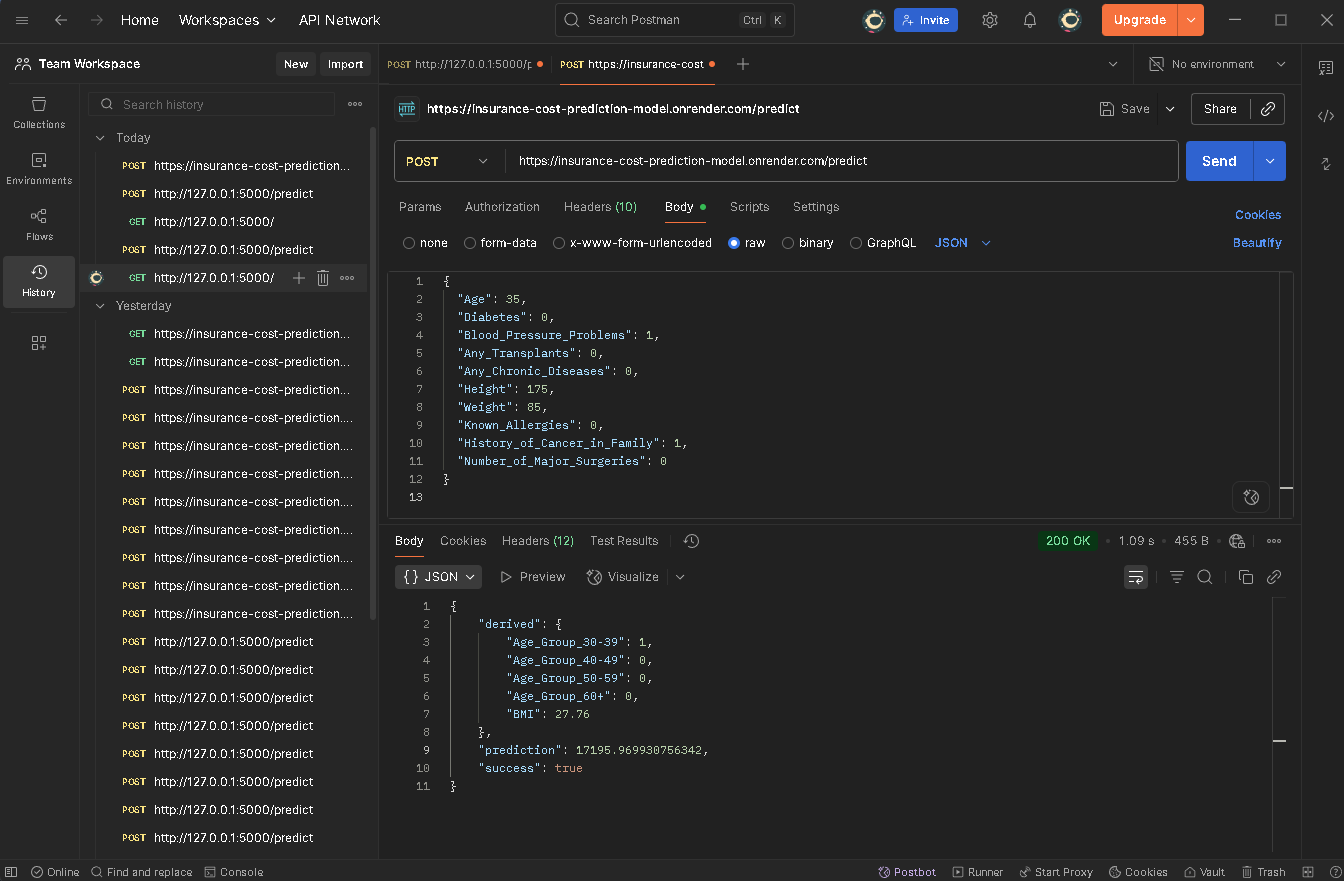 Home Workspaces API Network Search Postman Ctrl K Invite Upgrade
Team Workspace New Import
POST http://127.0.0.1:5000/p POST https://insurance-cost No environment
Collections
Environments
Flows
History
Search history
Today
POST https://insurance-cost-prediction...
POST http://127.0.0.1:5000/predict
GET http://127.0.0.1:5000/
POST http://127.0.0.1:5000/predict
GET http://127.0.0.1:5000/
Yesterday
GET https://insurance-cost-prediction...
GET https://insurance-cost-prediction...
POST https://insurance-cost-prediction....
POST https://insurance-cost-prediction....
POST https://insurance-cost-prediction....
POST https://insurance-cost-prediction....
POST https://insurance-cost-prediction....
POST https://insurance-cost-prediction....
POST https://insurance-cost-prediction....
POST https://insurance-cost-prediction....
POST https://insurance-cost-prediction....
POST http://127.0.0.1:5000/predict
POST http://127.0.0.1:5000/predict
POST http://127.0.0.1:5000/predict
POST http://127.0.0.1:5000/predict
POST http://127.0.0.1:5000/predict
POST http://127.0.0.1:5000/predict
POST http://127.0.0.1:5000/predict
POST http://127.0.0.1:5000/predict
HTTP https://insurance-cost-prediction-model.onrender.com/predict Save Share
POST https://insurance-cost-prediction-model.onrender.com/predict Send
Params Authorization Headers (10) Body Scripts Settings Cookies
none form-data x-www-form-urlencoded raw binary GraphQL JSON Beautify
1 {
2 "Age": 35,
3 "Diabetes": 0,
4 "Blood_Pressure_Problems": 1,
5 "Any_Transplants": 0,
6 "Any_Chronic_Diseases": 0,
7 "Height": 175,
8 "Weight": 85,
9 "Known_Allergies": 0,
10 "History_of_Cancer_in_Family": 1,
11 "Number_of_Major_Surgeries": 0
12 }
13
Body Cookies Headers (12) Test Results 200 OK • 1.09 s • 455 B
{} JSON Preview Visualize
1 {
2 "derived": {
3 "Age_Group_30-39": 1,
4 "Age_Group_40-49": 0,
5 "Age_Group_50-59": 0,
6 "Age_Group_60+": 0,
7 "BMI": 27.76
8 },
9 "prediction": 17195.969930756342,
10 "success": true
11 }
Online Find and replace Console Postbot Runner Start Proxy Cookies Vault Trash